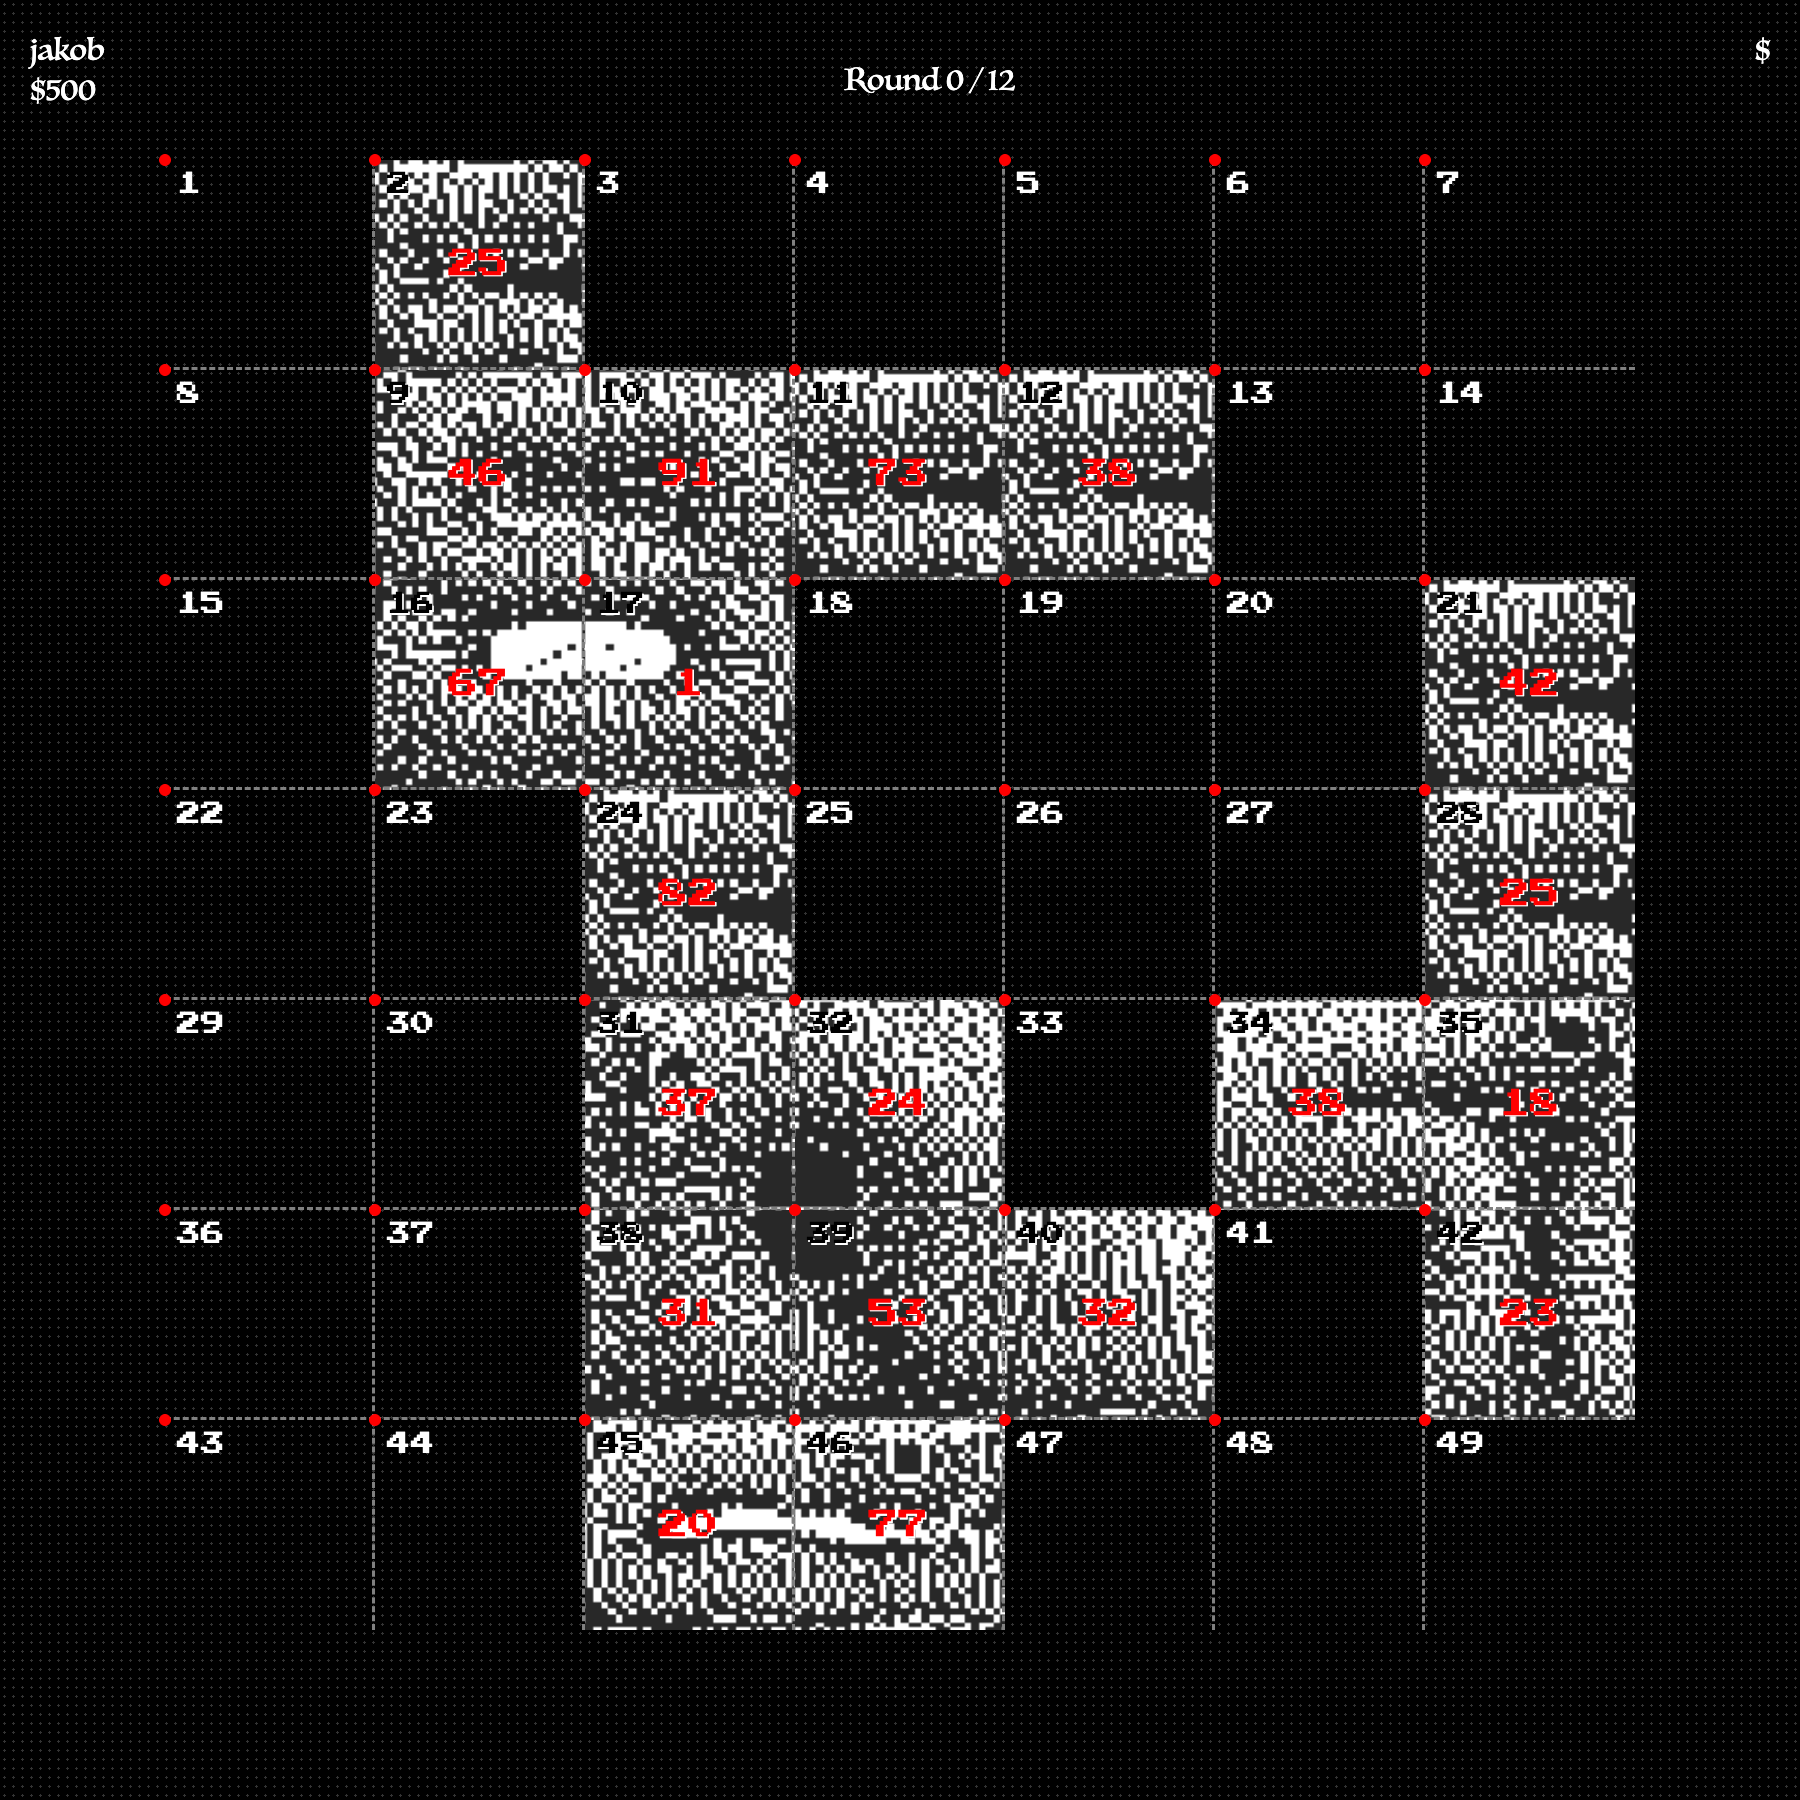 jakob $
$500 Round 0 / 12
1 2 3 4 5 6 7
25
8 9 10 11 12 13 14
46 91 73 38
15 16 17 18 19 20 21
67 1 42
22 23 24 25 26 27 28
82 25
29 30 31 32 33 34 35
37 24 38 18
36 37 38 39 40 41 42
31 53 32 23
43 44 45 46 47 48 49
20 77